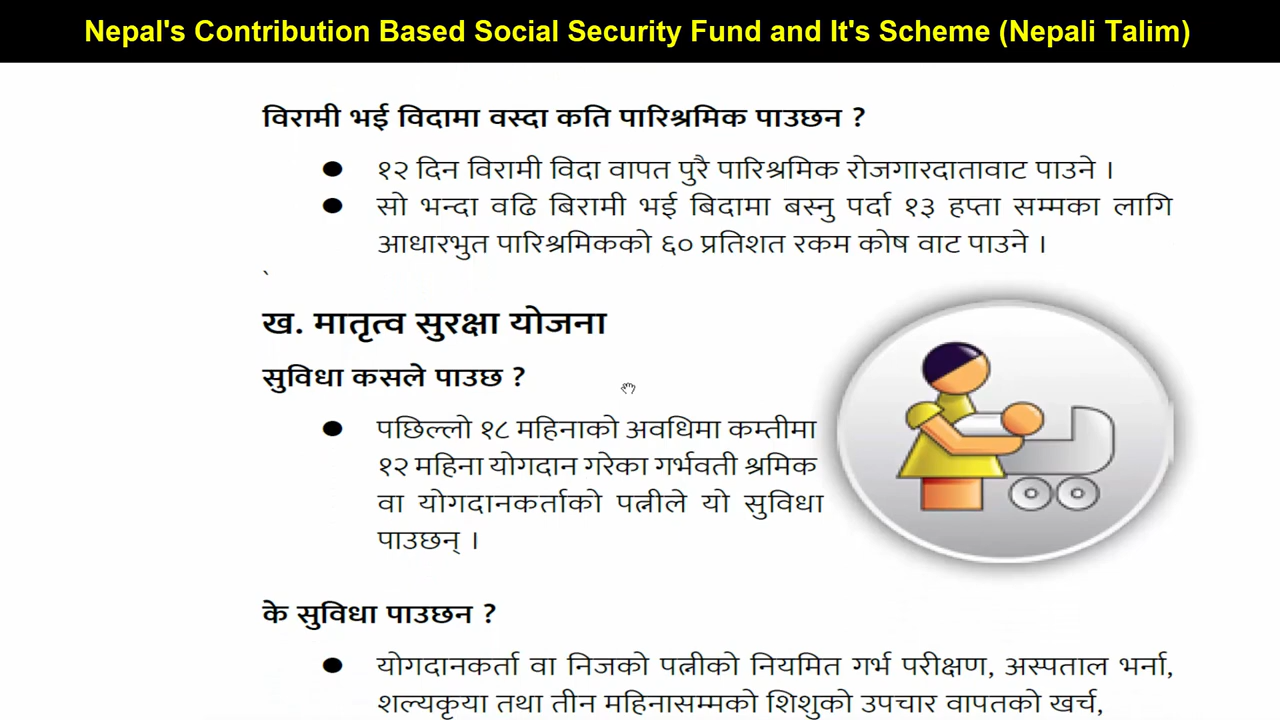 Nepal's Contribution Based Social Security Fund and It's Scheme (Nepali Talim)
विरामी भई विदामा वस्दा कति पारिश्रमिक पाउछन ?
● १२ दिन विरामी विदा वापत पुरै पारिश्रमिक रोजगारदातावाट पाउने ।
● सो भन्दा वढि बिरामी भई बिदामा बस्नु पर्दा १३ हप्ता सम्मका लागि
आधारभुत पारिश्रमिकको ६० प्रतिशत रकम कोष वाट पाउने ।
`
ख. मातृत्व सुरक्षा योजना
सुविधा कसले पाउछ ?
● पछिल्लो १८ महिनाको अवधिमा कम्तीमा
१२ महिना योगदान गरेका गर्भवती श्रमिक
वा योगदानकर्ताको पत्नीले यो सुविधा
पाउछन् ।
के सुविधा पाउछन ?
● योगदानकर्ता वा निजको पत्नीको नियमित गर्भ परीक्षण, अस्पताल भर्ना,
शल्यकृया तथा तीन महिनासम्मको शिशुको उपचार वापतको खर्च,